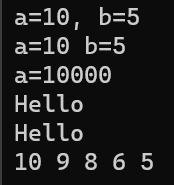 a=10, b=5
a=10 b=5
a=10000
Hello
Hello
10 9 8 6 5